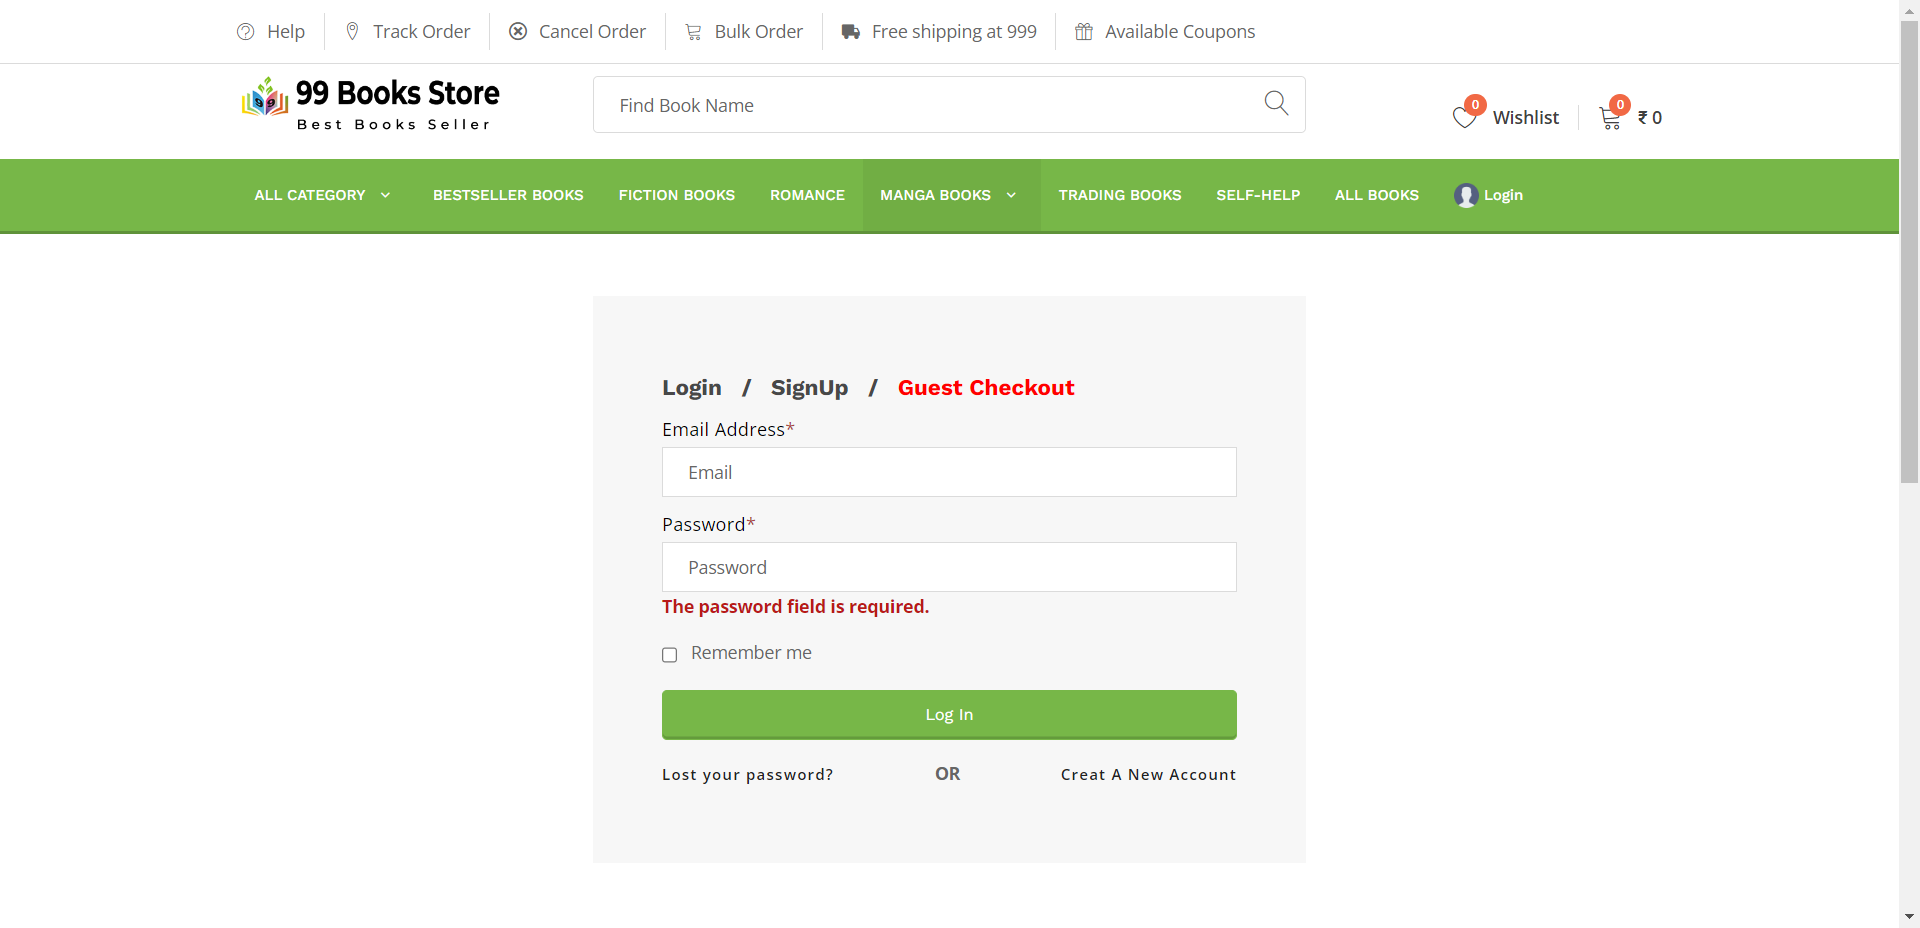 Help
Track Order
Cancel Order
Bulk Order
Free shipping at 999
Available Coupons
99 Books Store
Best Books Seller
Find Book Name
0
Wishlist
0
₹ 0
ALL CATEGORY
BESTSELLER BOOKS
FICTION BOOKS
ROMANCE
MANGA BOOKS
TRADING BOOKS
SELF-HELP
ALL BOOKS
Login
Login / SignUp / Guest Checkout
Email Address*
Email
Password*
Password
The password field is required.
Remember me
Log In
Lost your password?
OR
Creat A New Account